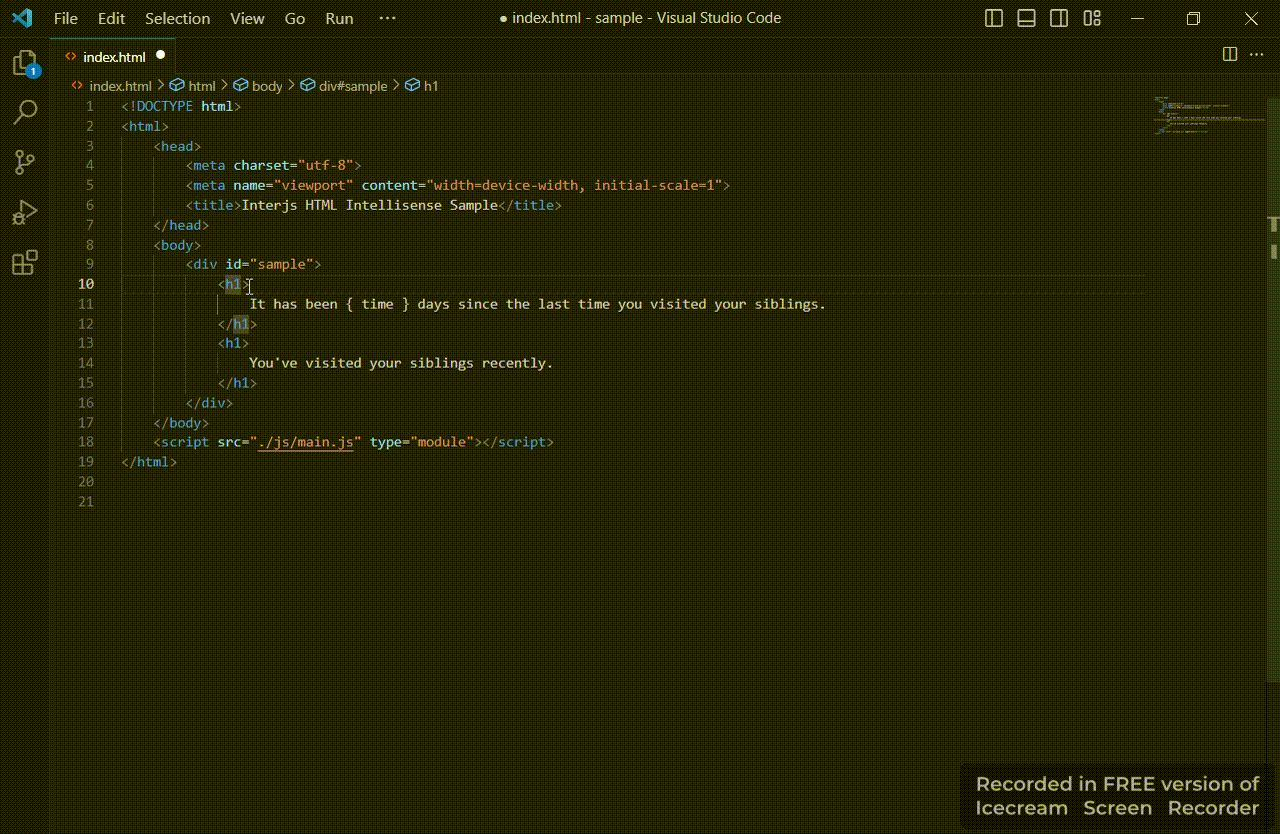 File Edit Selection View Go Run ··· ● index.html - sample - Visual Studio Code
index.html
1
index.html > html > body > div#sample > h1
1 <!DOCTYPE html>
2 <html>
3 <head>
4 <meta charset="utf-8">
5 <meta name="viewport" content="width=device-width, initial-scale=1">
6 <title>Interjs HTML Intellisense Sample</title>
7 </head>
8 <body>
9 <div id="sample">
10 <h1>
11 It has been { time } days since the last time you visited your siblings.
12 </h1>
13 <h1>
14 You've visited your siblings recently.
15 </h1>
16 </div>
17 </body>
18 <script src="./js/main.js" type="module"></script>
19 </html>
20
21
Recorded in FREE version of
Icecream Screen Recorder